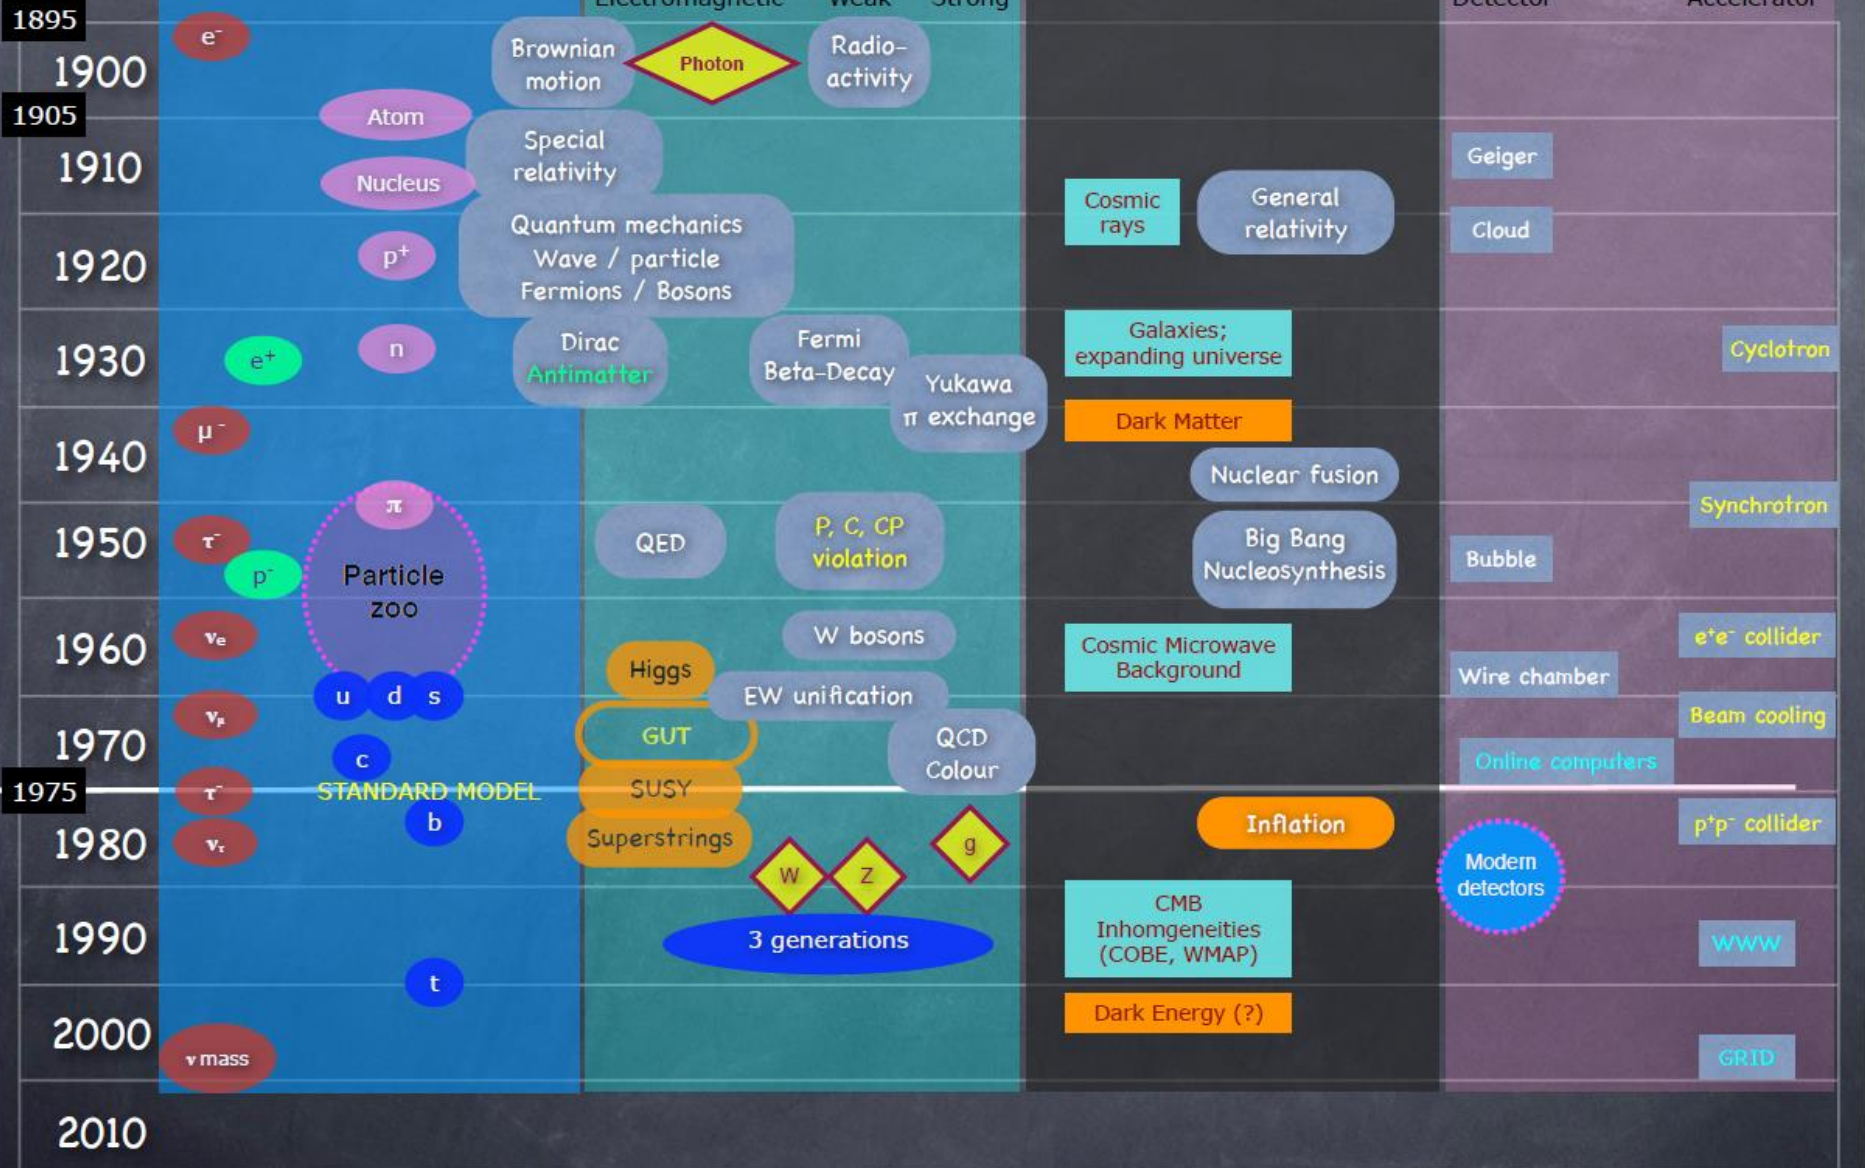 Electromagnetic Weak Strong Detector Accelerator
1895
e⁻
Brownian
motion
Photon
Radio-
activity
1900
1905
Atom
Special
relativity
1910
Nucleus
Geiger
Cosmic
rays
General
relativity
Quantum mechanics
Wave / particle
Fermions / Bosons
Cloud
1920
p⁺
1930
e⁺
n
Dirac
Antimatter
Fermi
Beta-Decay
Yukawa
π exchange
Galaxies;
expanding universe
Cyclotron
Dark Matter
μ⁻
1940
Nuclear fusion
π
Synchrotron
1950
τ⁻
p⁻
Particle
zoo
QED
P, C, CP
violation
Big Bang
Nucleosynthesis
Bubble
1960
νe
W bosons
Higgs
Cosmic Microwave
Background
e⁺e⁻ collider
Wire chamber
u d s
EW unification
νμ
Beam cooling
1970
c
GUT
QCD
Colour
Online computers
1975
τ⁻
STANDARD MODEL
SUSY
b
Inflation
p⁺p⁻ collider
1980
ντ
Superstrings
W
Z
g
Modern
detectors
1990
3 generations
CMB
Inhomgeneities
(COBE, WMAP)
WWW
t
2000
ν mass
Dark Energy (?)
GRID
2010